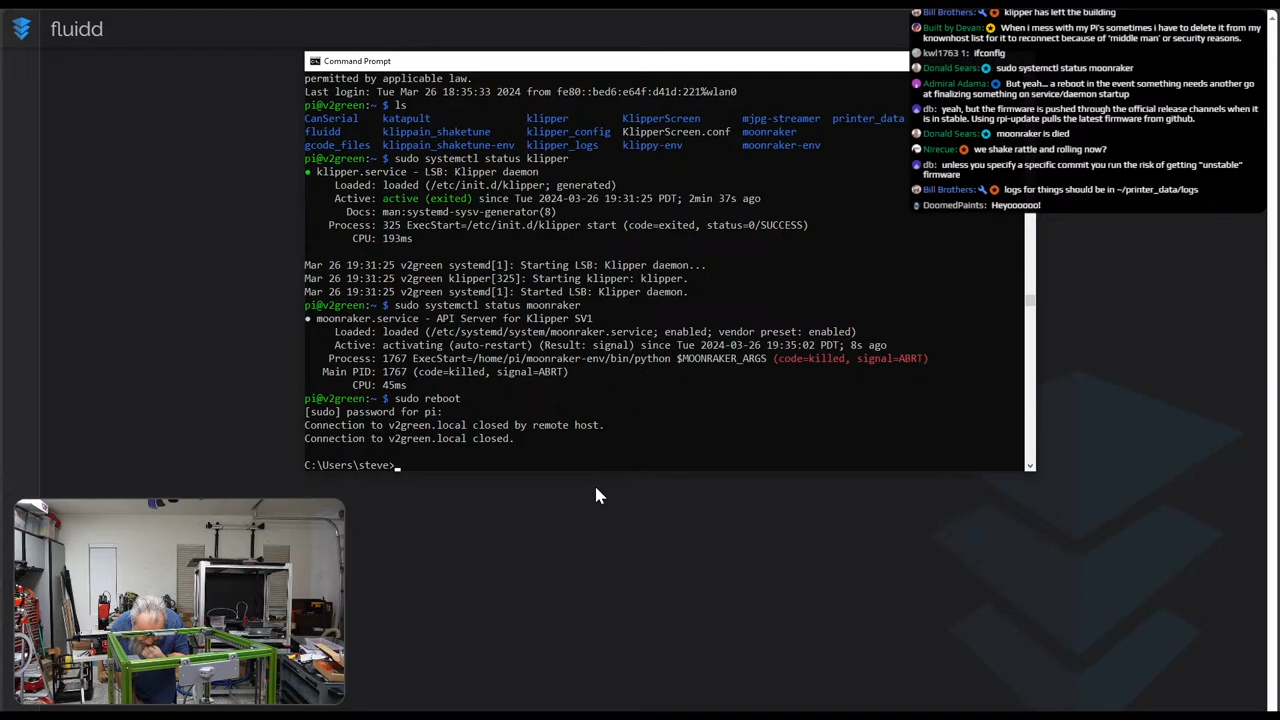 fluidd
Command Prompt
permitted by applicable law.
Last login: Tue Mar 26 18:35:33 2024 from fe80::bed6:e64f:d41d:221%wlan0
pi@v2green:~ $ ls
CanSerial katapult klipper KlipperScreen mjpg-streamer printer_data
fluidd klippain_shaketune klipper_config KlipperScreen.conf moonraker
gcode_files klippain_shaketune-env klipper_logs klippy-env moonraker-env
pi@v2green:~ $ sudo systemctl status klipper
● klipper.service - LSB: Klipper daemon
Loaded: loaded (/etc/init.d/klipper; generated)
Active: active (exited) since Tue 2024-03-26 19:31:25 PDT; 2min 37s ago
Docs: man:systemd-sysv-generator(8)
Process: 325 ExecStart=/etc/init.d/klipper start (code=exited, status=0/SUCCESS)
CPU: 193ms
Mar 26 19:31:25 v2green systemd[1]: Starting LSB: Klipper daemon...
Mar 26 19:31:25 v2green klipper[325]: Starting klipper: klipper.
Mar 26 19:31:25 v2green systemd[1]: Started LSB: Klipper daemon.
pi@v2green:~ $ sudo systemctl status moonraker
● moonraker.service - API Server for Klipper SV1
Loaded: loaded (/etc/systemd/system/moonraker.service; enabled; vendor preset: enabled)
Active: activating (auto-restart) (Result: signal) since Tue 2024-03-26 19:35:02 PDT; 8s ago
Process: 1767 ExecStart=/home/pi/moonraker-env/bin/python $MOONRAKER_ARGS (code=killed, signal=ABRT)
Main PID: 1767 (code=killed, signal=ABRT)
CPU: 45ms
pi@v2green:~ $ sudo reboot
[sudo] password for pi:
Connection to v2green.local closed by remote host.
Connection to v2green.local closed.
C:\Users\steve>
Bill Brothers: klipper has left the building
Built by Devan: When i mess with my Pi's sometimes i have to delete it from my
knownhost list for it to reconnect because of 'middle man' or security reasons.
kwl1763 1: ifconfig
Donald Sears: sudo systemctl status moonraker
Admiral Adama: But yeah... a reboot in the event something needs another go
at finalizing something on service/daemon startup
db: yeah, but the firmware is pushed through the official release channels when it
is in stable. Using rpi-update pulls the latest firmware from github.
Donald Sears: moonraker is died
Nirecue: we shake rattle and rolling now?
db: unless you specify a specific commit you run the risk of getting "unstable"
firmware
Bill Brothers: logs for things should be in ~/printer_data/logs
DoomedPaints: Heyoooooo!